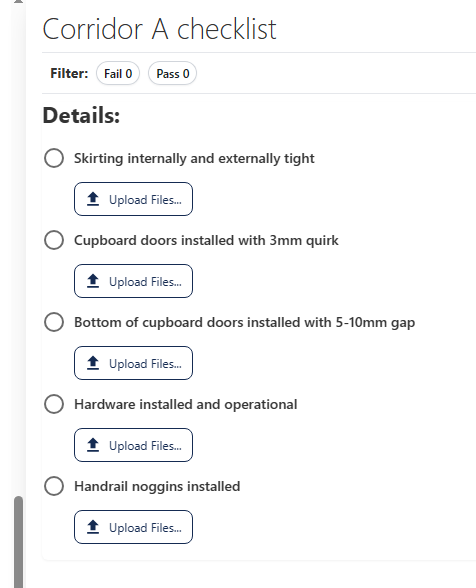 Corridor A checklist
Filter: Fail 0 Pass 0
Details:
Skirting internally and externally tight
Upload Files...
Cupboard doors installed with 3mm quirk
Upload Files...
Bottom of cupboard doors installed with 5-10mm gap
Upload Files...
Hardware installed and operational
Upload Files...
Handrail noggins installed
Upload Files...